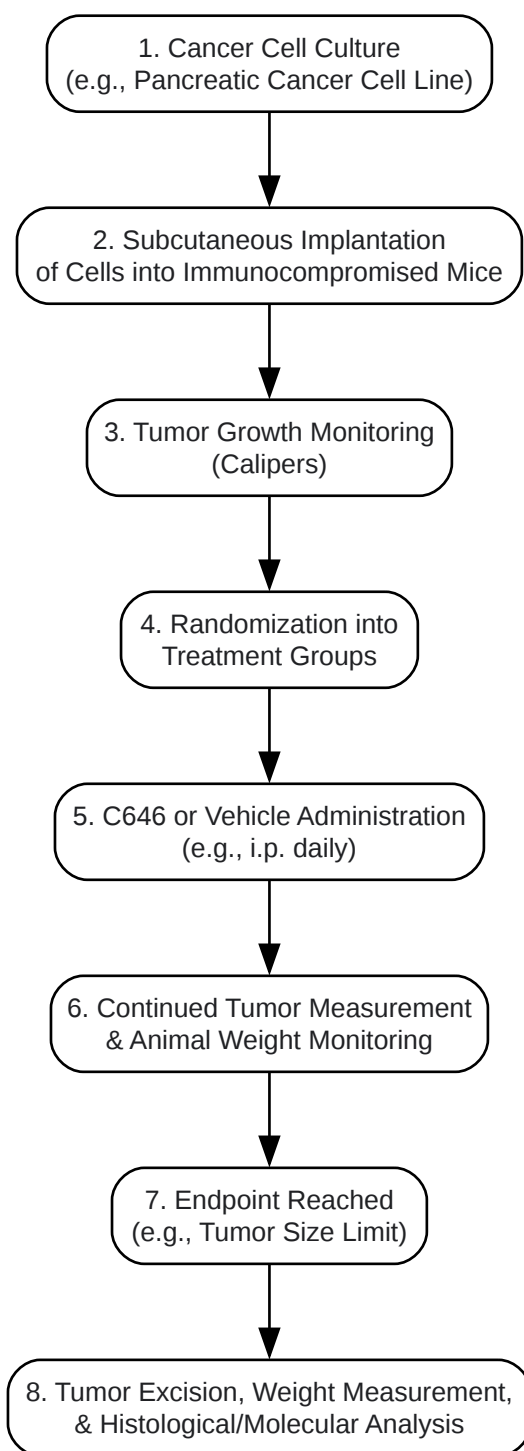 1. Cancer Cell Culture
(e.g., Pancreatic Cancer Cell Line)
2. Subcutaneous Implantation
of Cells into Immunocompromised Mice
3. Tumor Growth Monitoring
(Calipers)
4. Randomization into
Treatment Groups
5. C646 or Vehicle Administration
(e.g., i.p. daily)
6. Continued Tumor Measurement
& Animal Weight Monitoring
7. Endpoint Reached
(e.g., Tumor Size Limit)
8. Tumor Excision, Weight Measurement,
& Histological/Molecular Analysis